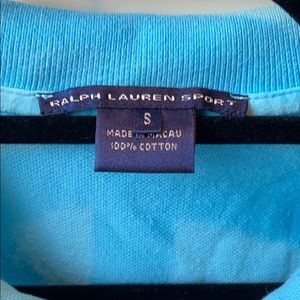 RALPH LAUREN SPORT
S
MADE IN MACAU
100% COTTON